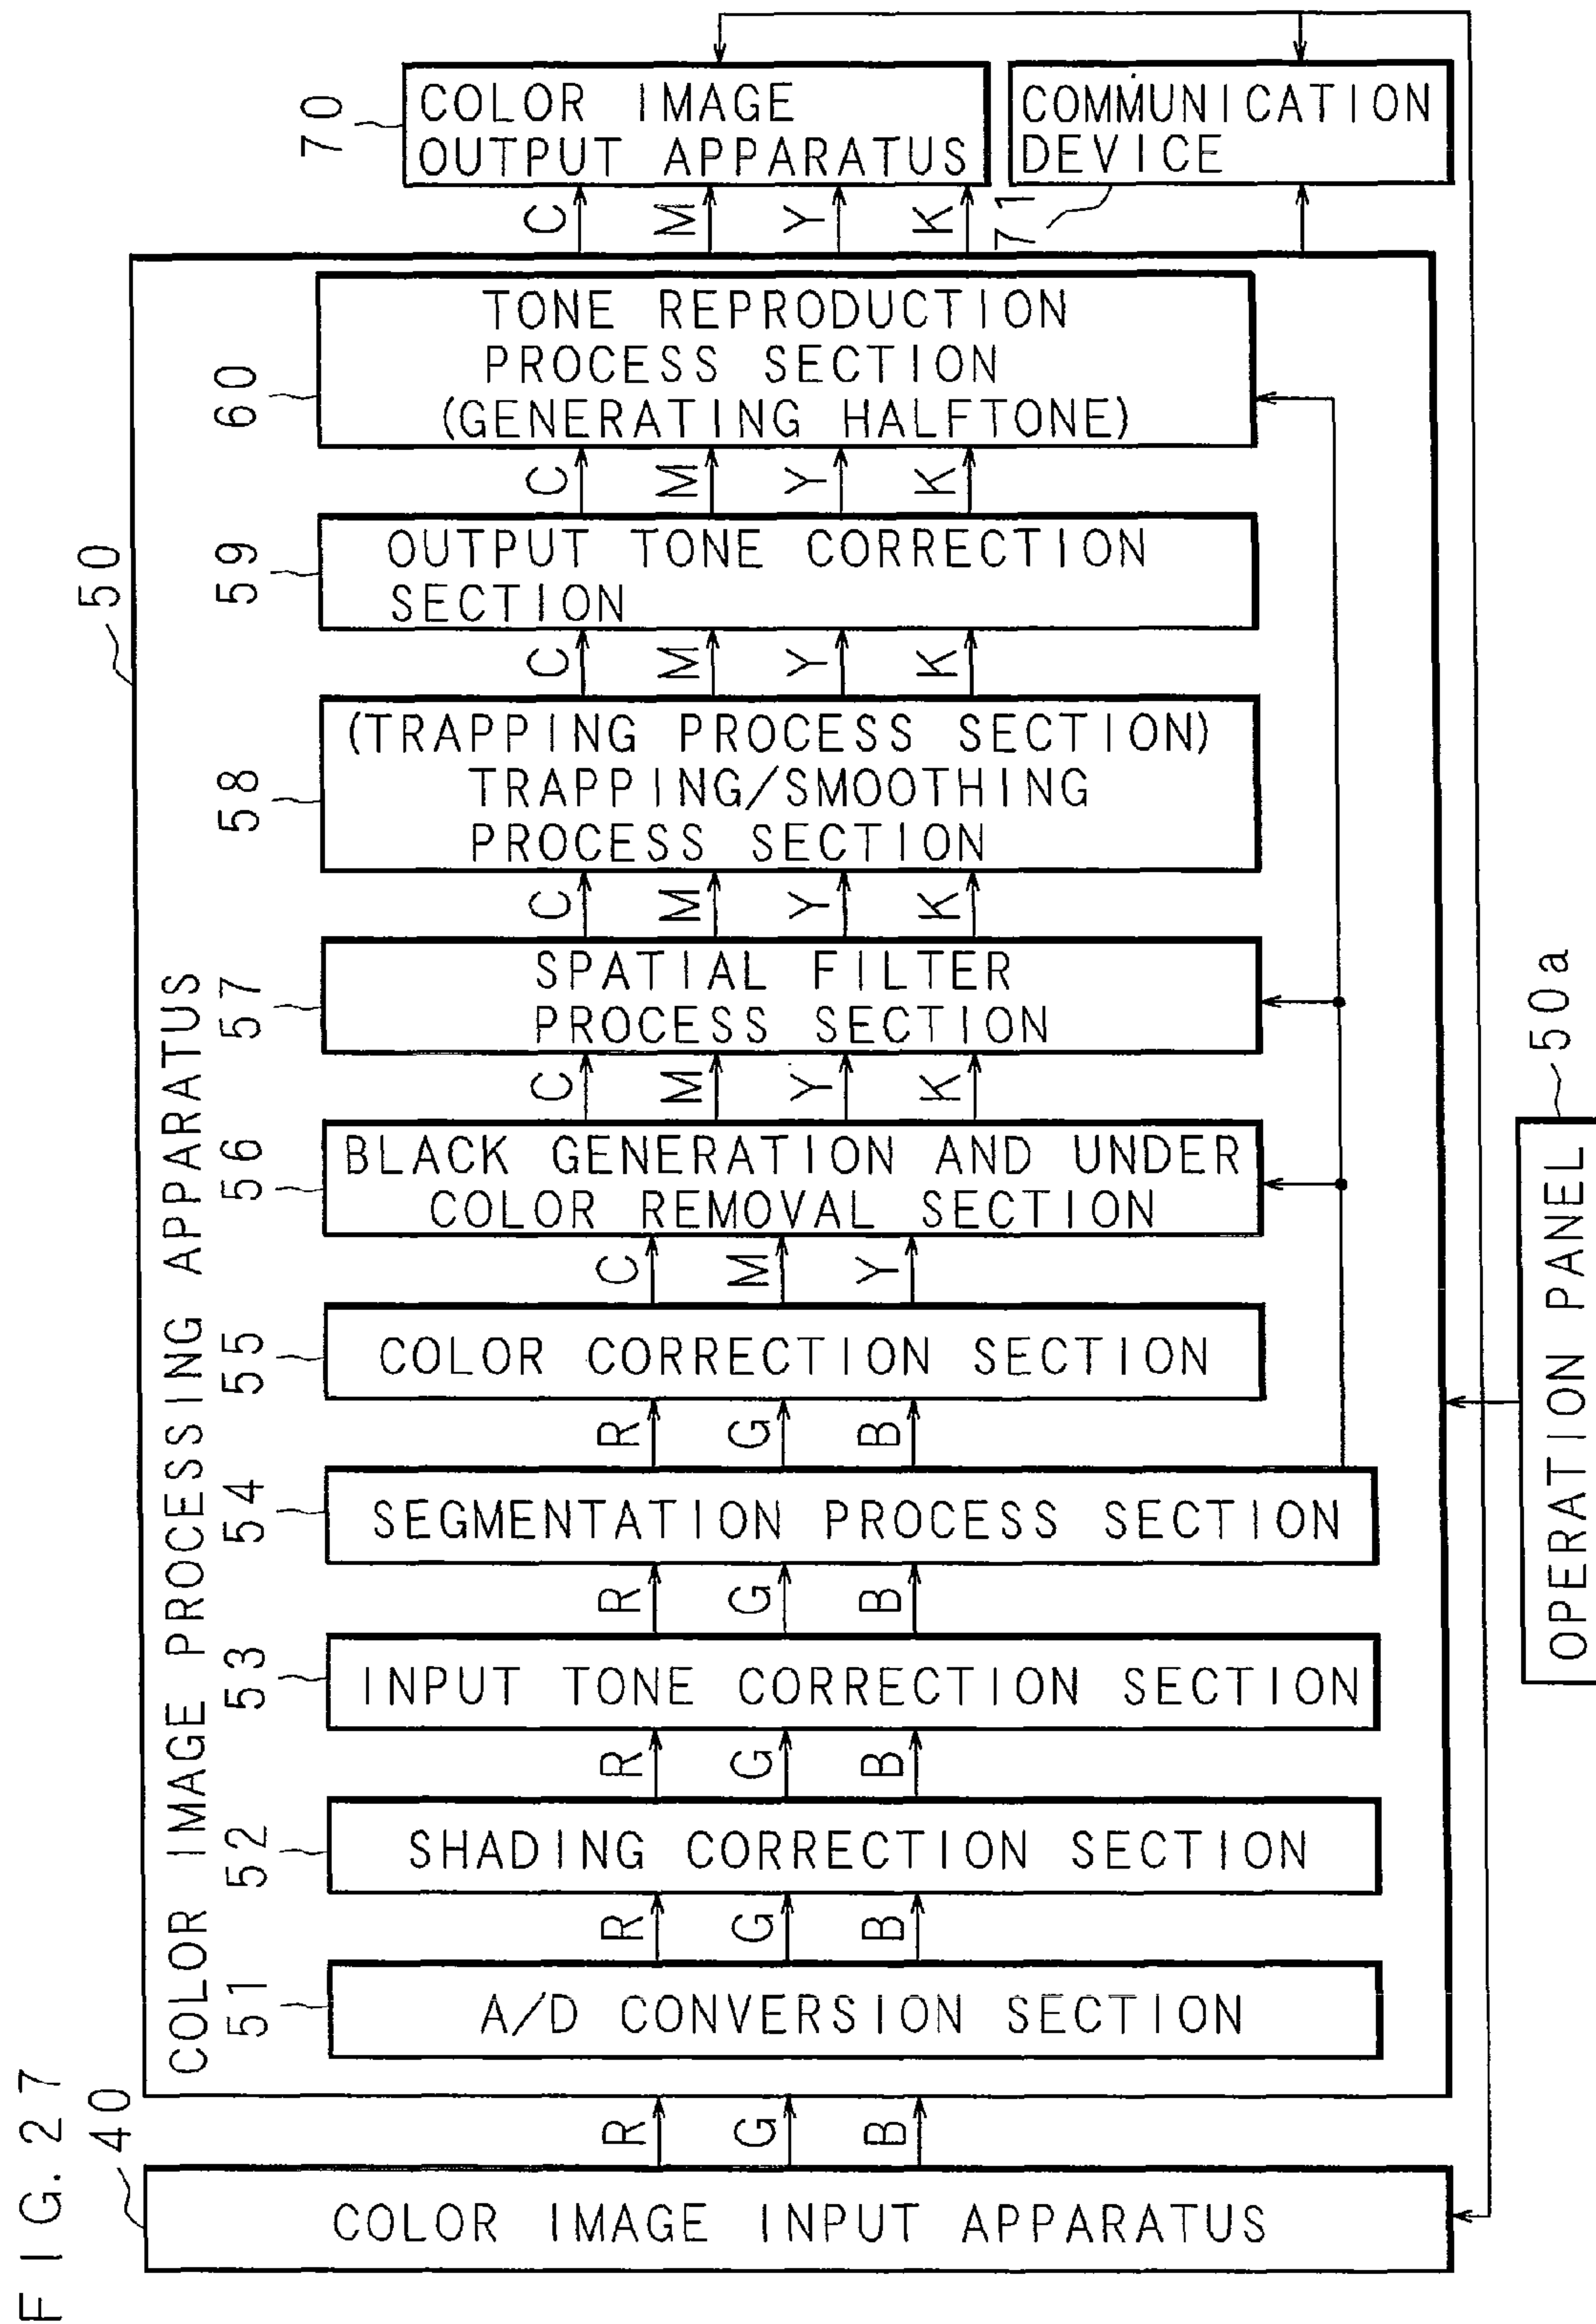 FIG. 27
40
COLOR IMAGE INPUT APPARATUS
R
G
B
50
COLOR IMAGE PROCESSING APPARATUS
51
A/D CONVERSION SECTION
R
G
B
52
SHADING CORRECTION SECTION
R
G
B
53
INPUT TONE CORRECTION SECTION
R
G
B
54
SEGMENTATION PROCESS SECTION
R
G
B
55
COLOR CORRECTION SECTION
C
M
Y
56
BLACK GENERATION AND UNDER
COLOR REMOVAL SECTION
C
M
Y
K
57
SPATIAL FILTER
PROCESS SECTION
C
M
Y
K
58
(TRAPPING PROCESS SECTION)
TRAPPING/SMOOTHING
PROCESS SECTION
C
M
Y
K
59
OUTPUT TONE CORRECTION
SECTION
C
M
Y
K
60
TONE REPRODUCTION
PROCESS SECTION
(GENERATING HALFTONE)
C
M
Y
K
70
COLOR IMAGE
OUTPUT APPARATUS
71
COMMUNICATION
DEVICE
OPERATION PANEL
50a